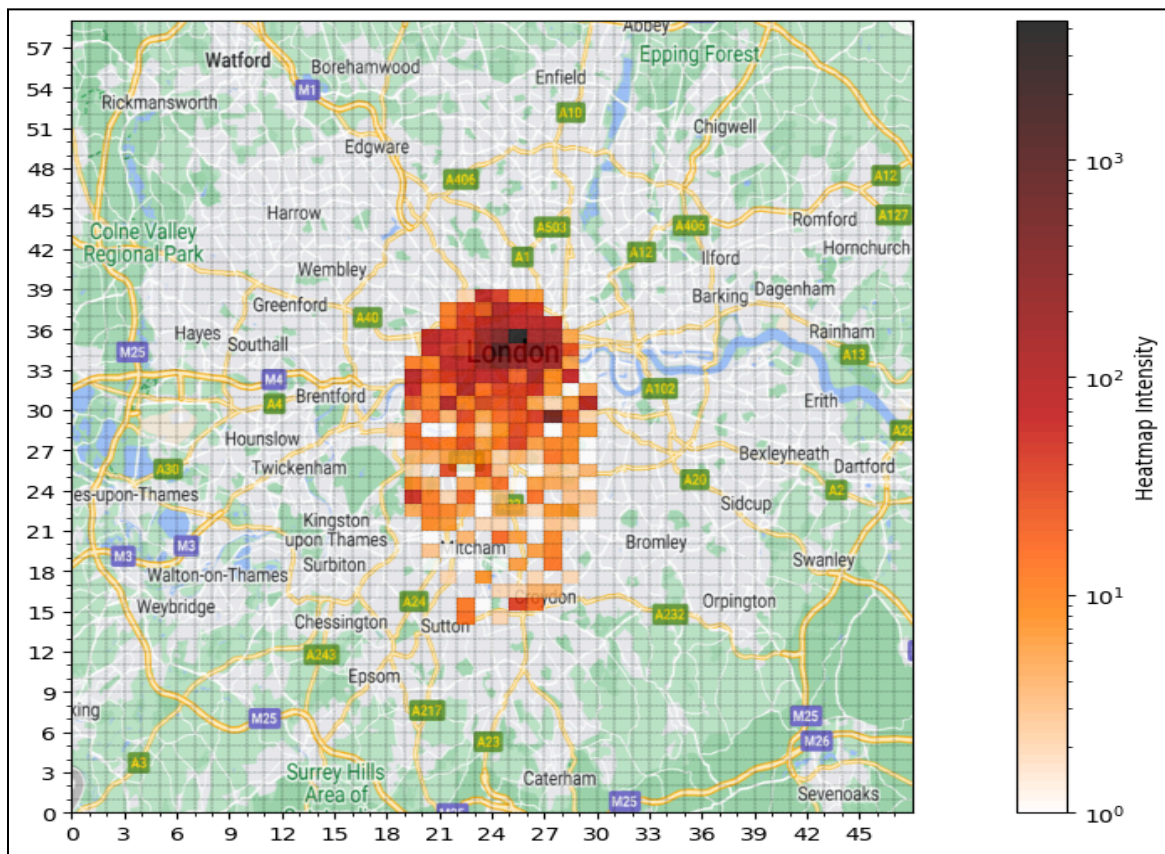 57
54
51
48
45
42
39
36
33
30
27
24
21
18
15
12
9
6
3
0
0 3 6 9 12 15 18 21 24 27 30 33 36 39 42 45
Abbey
Epping Forest
Watford
Borehamwood
Enfield
M1
Rickmansworth
A10
Chigwell
Edgware
A406
A12
Harrow
A503
A406
Romford
A127
Colne Valley
Regional Park
A1
A12
Ilford
Hornchurch
Wembley
Greenford
Barking
Dagenham
A40
Hayes
Southall
Rainham
M25
London
A13
M4
Brentford
A102
A4
Erith
Hounslow
Twickenham
A30
Bexleyheath
Dartford
A20
A2
es-upon-Thames
Sidcup
Kingston
upon Thames
Mitcham
Bromley
M3
M3
Surbiton
Swanley
Walton-on-Thames
Weybridge
A24
Croydon
Orpington
Chessington
Sutton
A232
A243
Epsom
xing
A217
M25
M25
A23
M26
A3
Surrey Hills
Area of
Caterham
M25
Sevenoaks
10³
10²
10¹
10⁰
Heatmap Intensity